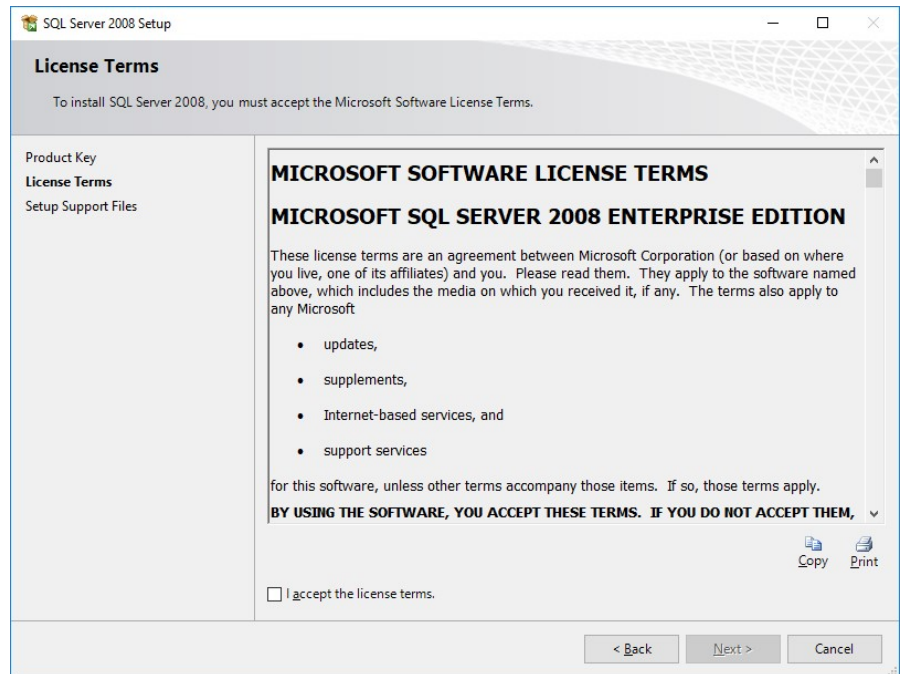 SQL Server 2008 Setup
License Terms
To install SQL Server 2008, you must accept the Microsoft Software License Terms.
Product Key
License Terms
Setup Support Files
MICROSOFT SOFTWARE LICENSE TERMS
MICROSOFT SQL SERVER 2008 ENTERPRISE EDITION
These license terms are an agreement between Microsoft Corporation (or based on where
you live, one of its affiliates) and you.  Please read them.  They apply to the software named
above, which includes the media on which you received it, if any.  The terms also apply to
any Microsoft
• updates,
• supplements,
• Internet-based services, and
• support services
for this software, unless other terms accompany those items.  If so, those terms apply.
BY USING THE SOFTWARE, YOU ACCEPT THESE TERMS.  IF YOU DO NOT ACCEPT THEM,
Copy Print
I accept the license terms.
< Back Next > Cancel